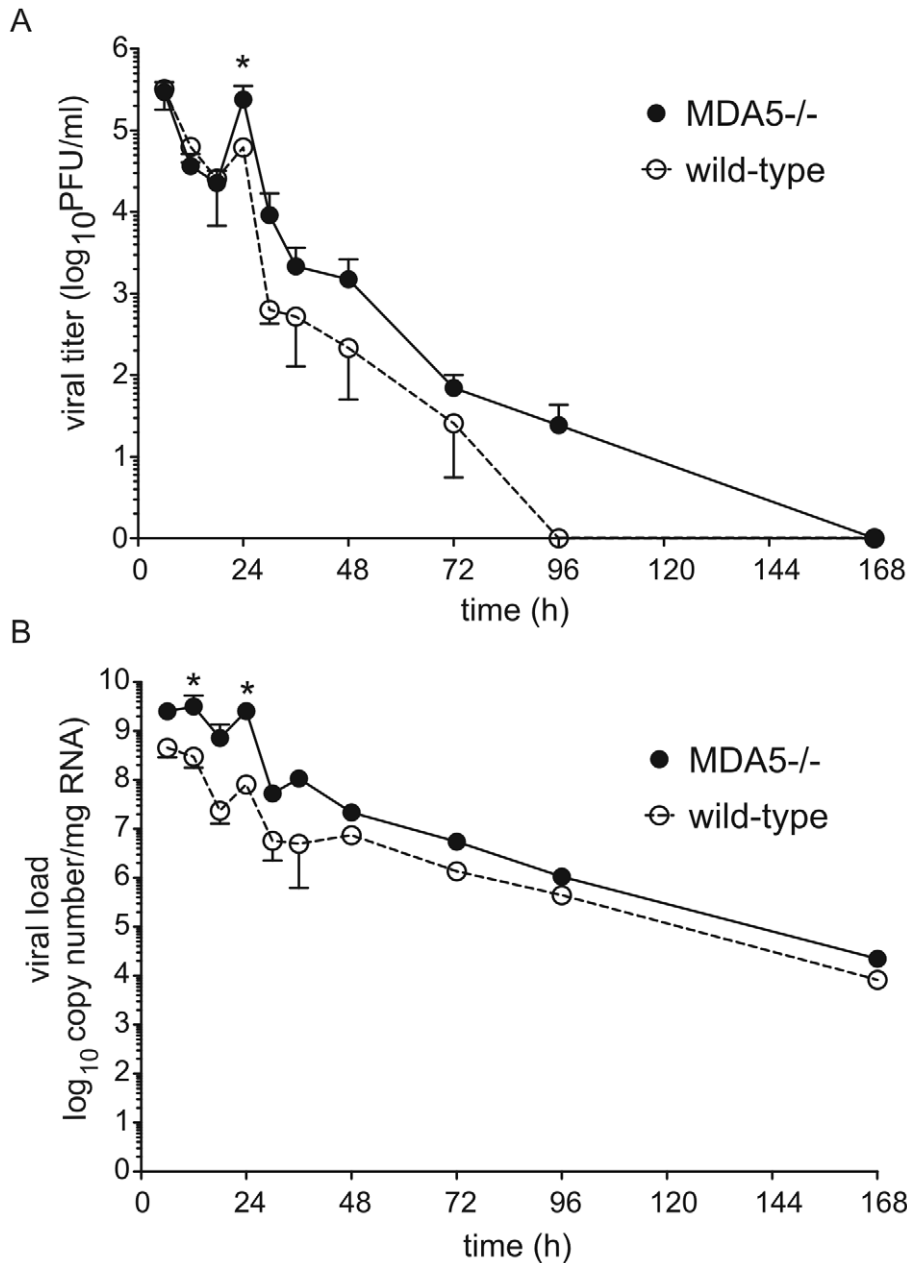 A
6
5
4
3
2
1
0
viral titer (log10PFU/ml)
*
MDA5-/-
wild-type
0 24 48 72 96 120 144 168
time (h)
B
10
9
8
7
6
5
4
3
2
1
0
viral load
log10 copy number/mg RNA)
* *
MDA5-/-
wild-type
0 24 48 72 96 120 144 168
time (h)